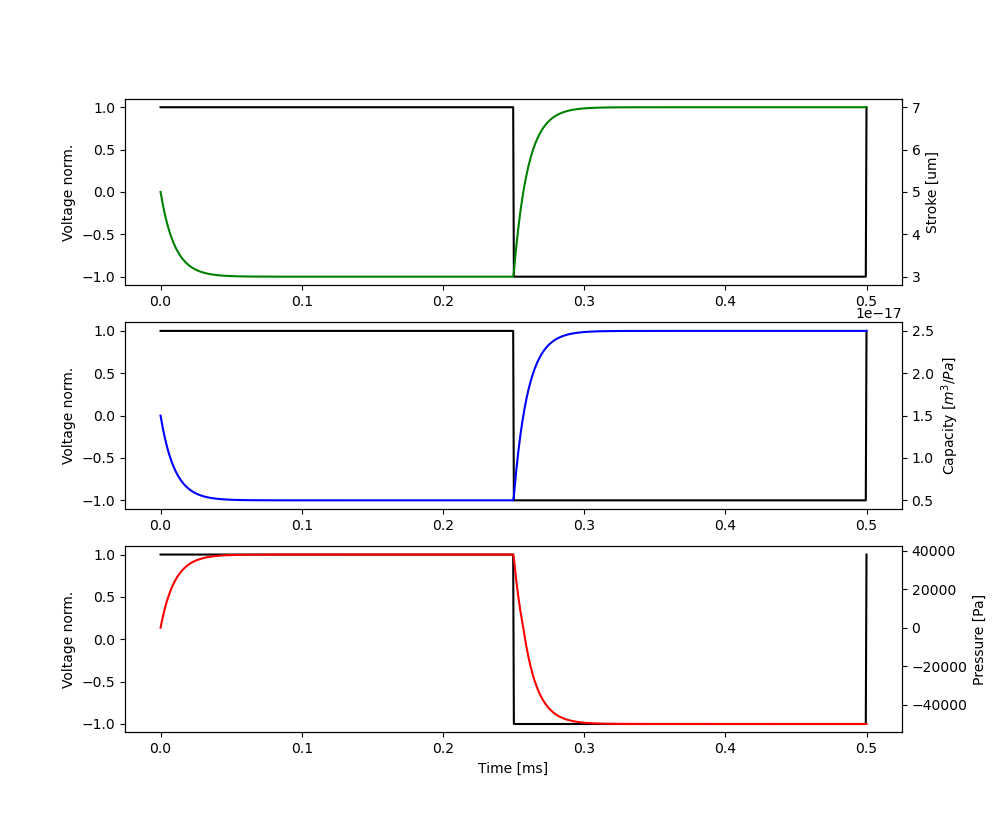 1.0
0.5
0.0
−0.5
−1.0
Voltage norm.
7
6
5
4
3
Stroke [um]
0.0 0.1 0.2 0.3 0.4 0.5
1e−17
1.0
0.5
0.0
−0.5
−1.0
Voltage norm.
2.5
2.0
1.5
1.0
0.5
Capacity [m³/Pa]
0.0 0.1 0.2 0.3 0.4 0.5
1.0
0.5
0.0
−0.5
−1.0
Voltage norm.
40000
20000
0
−20000
−40000
Pressure [Pa]
0.0 0.1 0.2 0.3 0.4 0.5
Time [ms]